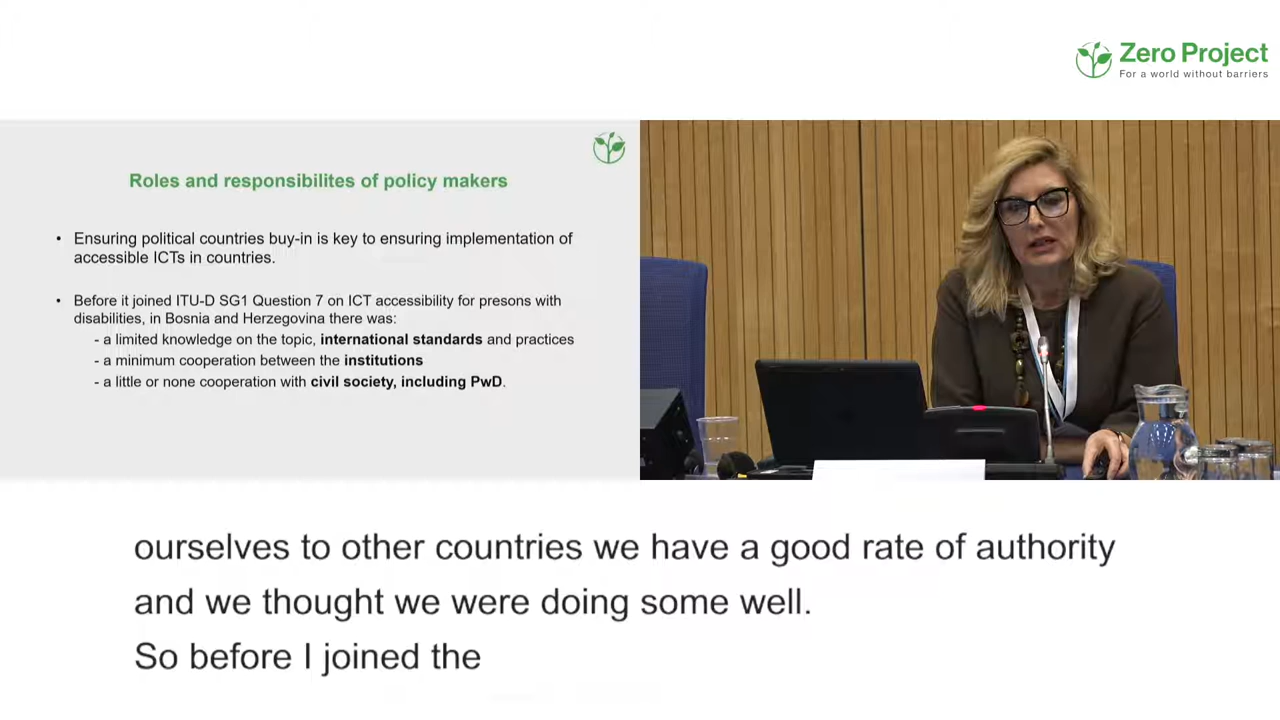 Zero Project
For a world without barriers
Roles and responsibilites of policy makers
• Ensuring political countries buy-in is key to ensuring implementation of
accessible ICTs in countries.
• Before it joined ITU-D SG1 Question 7 on ICT accessibility for presons with
disabilities, in Bosnia and Herzegovina there was:
- a limited knowledge on the topic, international standards and practices
- a minimum cooperation between the institutions
- a little or none cooperation with civil society, including PwD.
ourselves to other countries we have a good rate of authority
and we thought we were doing some well.
So before I joined the